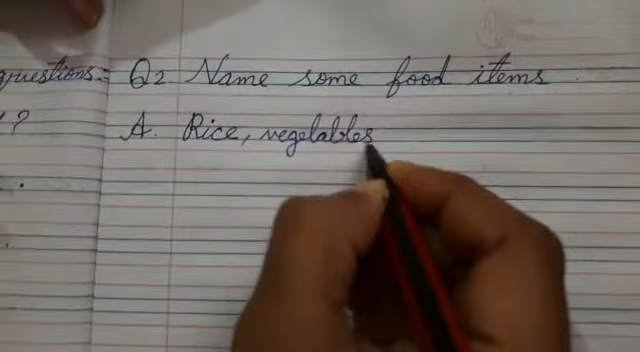 questions:- Q2 Name some food items
? A. Rice, vegetables